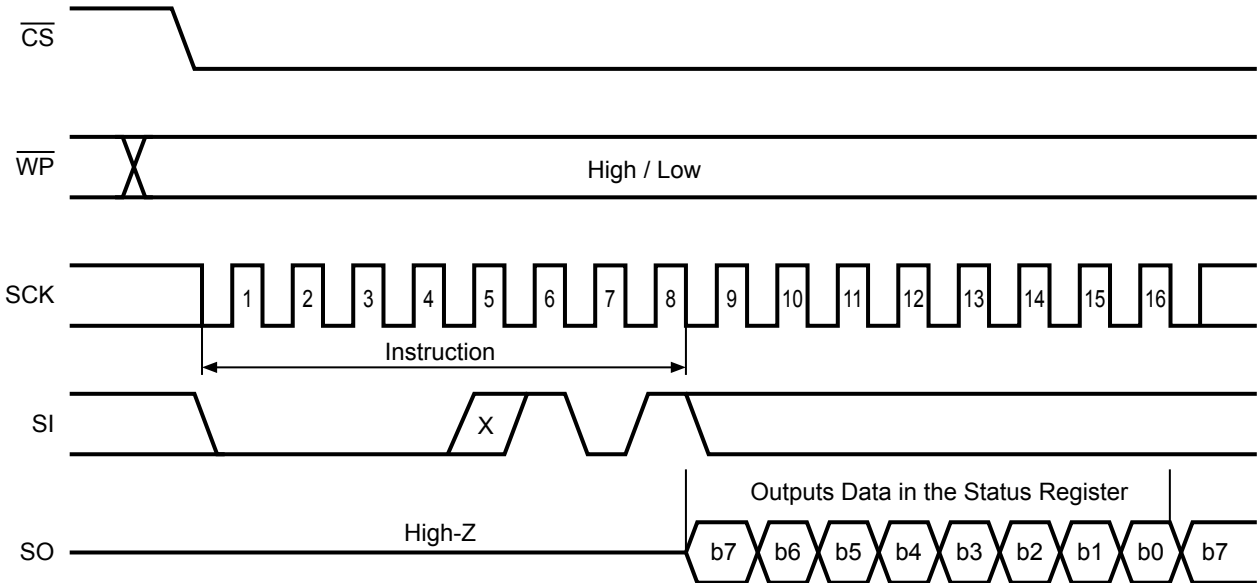 CS
WP
High / Low
SCK
1 2 3 4 5 6 7 8 9 10 11 12 13 14 15 16
Instruction
SI
X
Outputs Data in the Status Register
SO
High-Z
b7 b6 b5 b4 b3 b2 b1 b0 b7